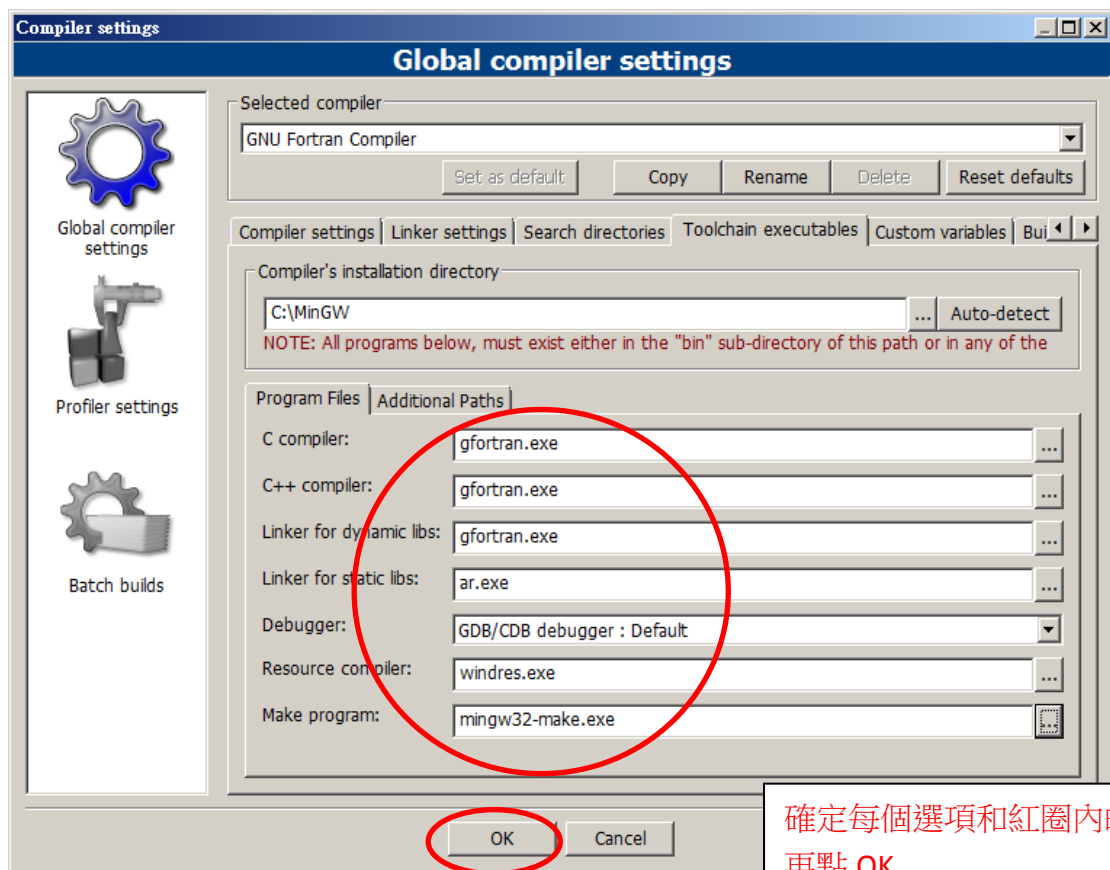 Compiler settings
Global compiler settings
Global compiler
settings
Profiler settings
Batch builds
Selected compiler
GNU Fortran Compiler
Set as default Copy Rename Delete Reset defaults
Compiler settings Linker settings Search directories Toolchain executables Custom variables Bui
Compiler's installation directory
C:\MinGW ... Auto-detect
NOTE: All programs below, must exist either in the "bin" sub-directory of this path or in any of the
Program Files Additional Paths
C compiler: gfortran.exe ...
C++ compiler: gfortran.exe ...
Linker for dynamic libs: gfortran.exe ...
Linker for static libs: ar.exe ...
Debugger: GDB/CDB debugger : Default
Resource compiler: windres.exe ...
Make program: mingw32-make.exe ...
OK Cancel
確定每個選項和紅圈內
再點 OK